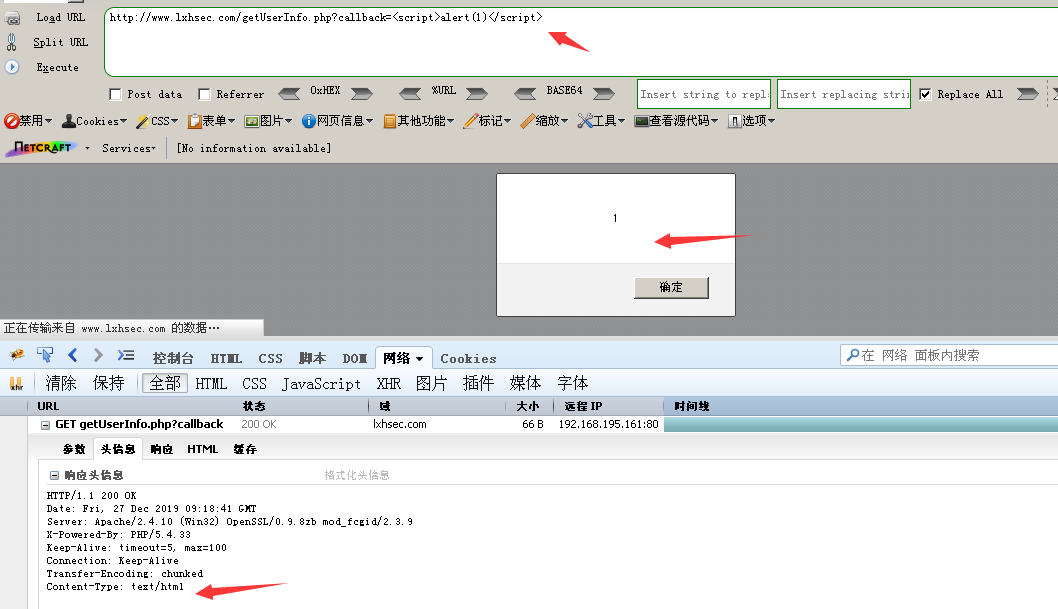 Load URL
http://www.lxhsec.com/getUserInfo.php?callback=<script>alert(1)</script>
Split URL
Execute
Post data Referrer 0xHEX %URL BASE64 Insert string to repl Insert replacing stri Replace All
禁用 Cookies CSS 表单 图片 网页信息 其他功能 标记 缩放 工具 查看源代码 选项
NETCRAFT Services [No information available]
1
确定
正在传输来自 www.lxhsec.com 的数据…
控制台 HTML CSS 脚本 DOM 网络 Cookies 在 网络 面板内搜索
xhr 清除 保持 全部 HTML CSS JavaScript XHR 图片 插件 媒体 字体
URL 状态 域 大小 远程 IP 时间线
GET getUserInfo.php?callback 200 OK lxhsec.com 66 B 192.168.195.161:80
参数 头信息 响应 HTML 缓存
响应头信息 格式化头信息
HTTP/1.1 200 OK
Date: Fri, 27 Dec 2019 09:18:41 GMT
Server: Apache/2.4.10 (Win32) OpenSSL/0.9.8zb mod_fcgid/2.3.9
X-Powered-By: PHP/5.4.33
Keep-Alive: timeout=5, max=100
Connection: Keep-Alive
Transfer-Encoding: chunked
Content-Type: text/html